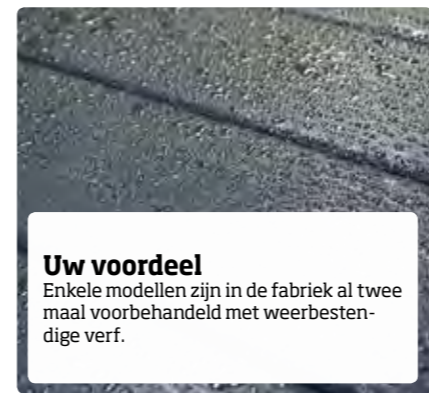 Uw voordeel
Enkele modellen zijn in de fabriek al twee
maal voorbehandeld met weerbesten-
dige verf.